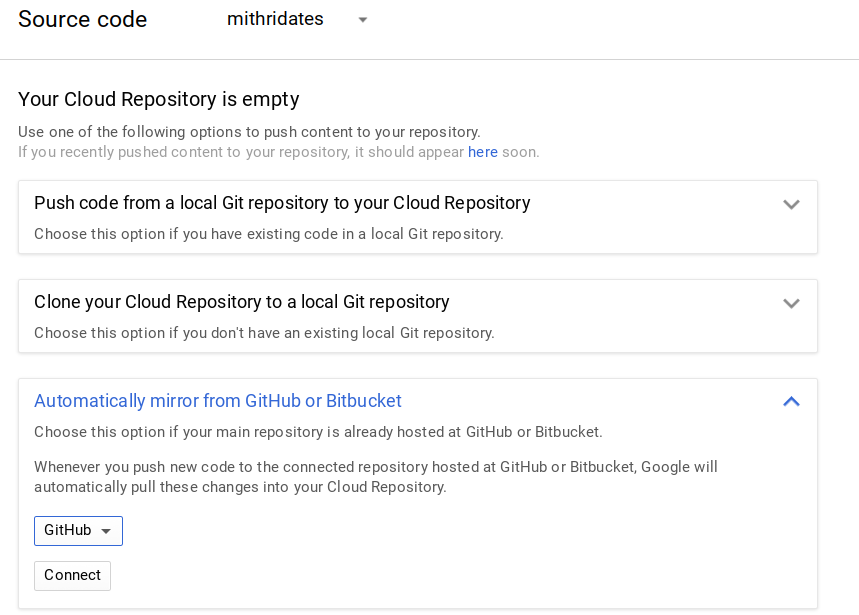 Source code mithridates
Your Cloud Repository is empty
Use one of the following options to push content to your repository.
If you recently pushed content to your repository, it should appear here soon.
Push code from a local Git repository to your Cloud Repository
Choose this option if you have existing code in a local Git repository.
Clone your Cloud Repository to a local Git repository
Choose this option if you don't have an existing local Git repository.
Automatically mirror from GitHub or Bitbucket
Choose this option if your main repository is already hosted at GitHub or Bitbucket.
Whenever you push new code to the connected repository hosted at GitHub or Bitbucket, Google will
automatically pull these changes into your Cloud Repository.
GitHub
Connect